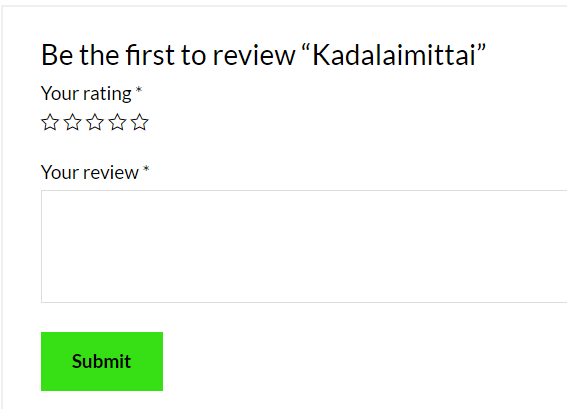 Be the first to review “Kadalaimittai”
Your rating *
Your review *
Submit